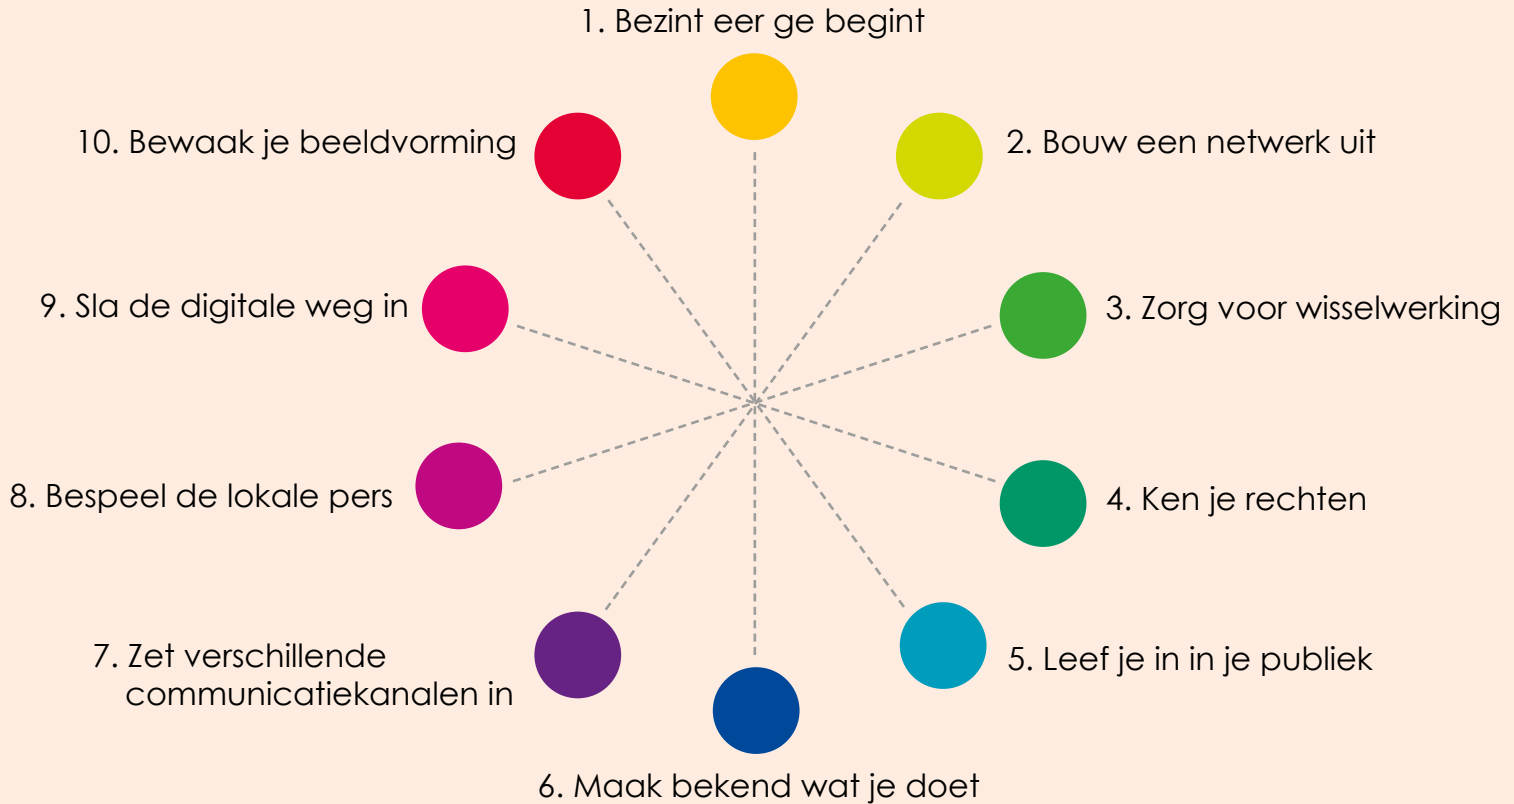 1. Bezint eer ge begint
2. Bouw een netwerk uit
3. Zorg voor wisselwerking
4. Ken je rechten
5. Leef je in in je publiek
6. Maak bekend wat je doet
7. Zet verschillende
communicatiekanalen in
8. Bespeel de lokale pers
9. Sla de digitale weg in
10. Bewaak je beeldvorming